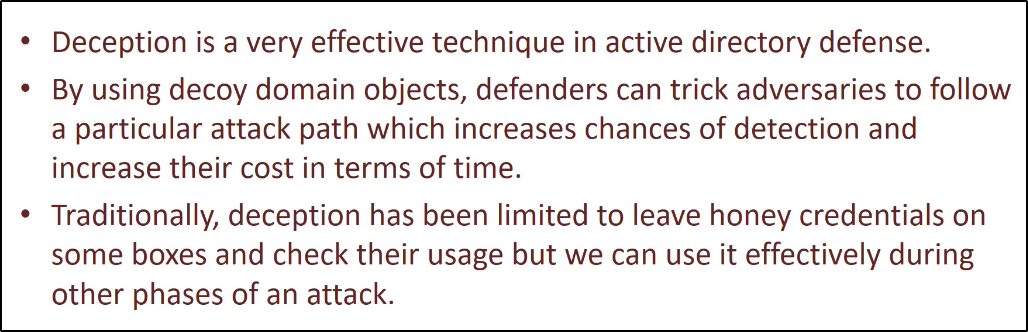 • Deception is a very effective technique in active directory defense.
• By using decoy domain objects, defenders can trick adversaries to follow
a particular attack path which increases chances of detection and
increase their cost in terms of time.
• Traditionally, deception has been limited to leave honey credentials on
some boxes and check their usage but we can use it effectively during
other phases of an attack.